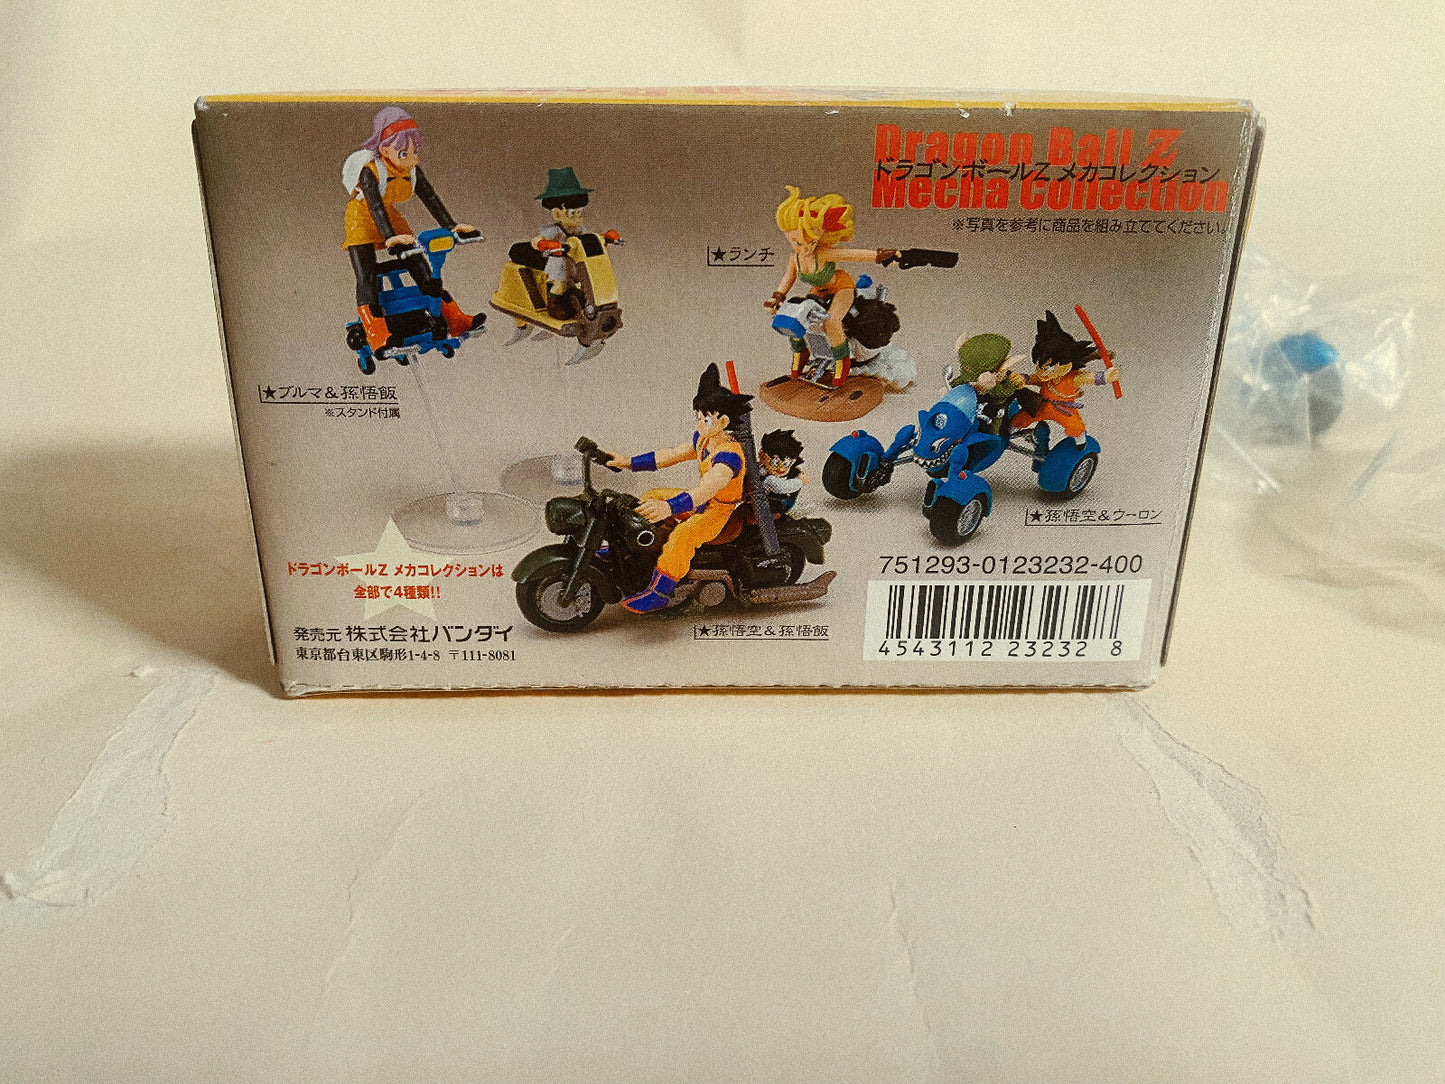 Dragon Ball Z
ドラゴンボールZ メカコレクション
Mecha Collection
※写真を参考に商品を組み立ててください。
★ランチ
★ブルマ&孫悟飯
※スタンド付属
★孫悟空&ウーロン
ドラゴンボールZ メカコレクションは
全部で4種類!!
751293-0123232-400
発売元 株式会社バンダイ
東京都台東区駒形1-4-8 〒111-8081
★孫悟空&孫悟飯
4543112 23232 8